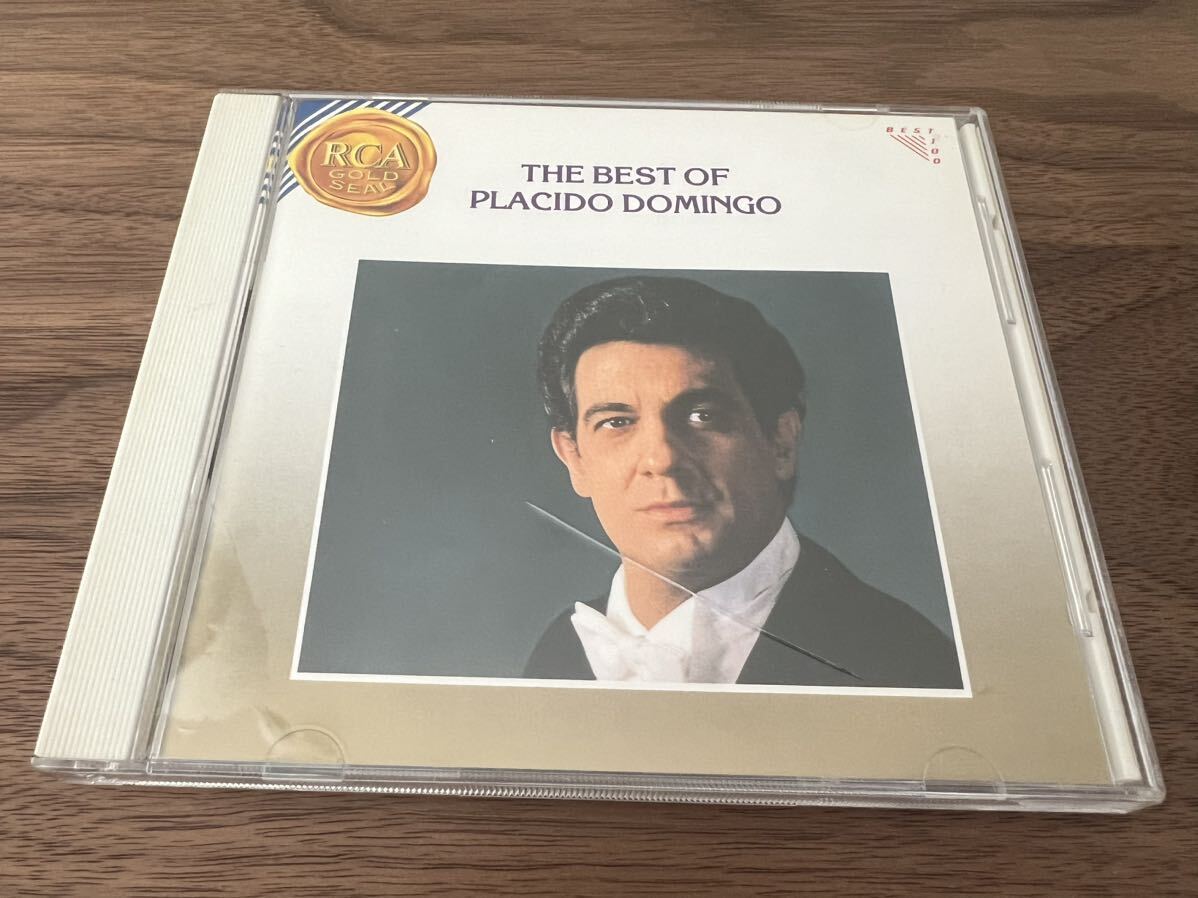 RCA
GOLD
SEAL
THE BEST OF
PLACIDO DOMINGO
BEST
100